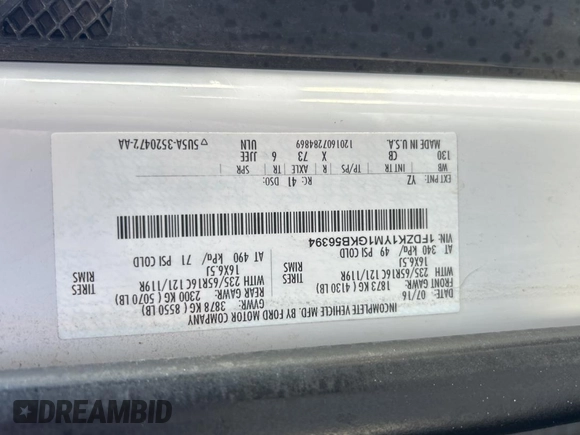 INCOMPLETE VEHICLE MFD. BY FORD MOTOR COMPANY
07/16 GVWR: 3878 KG ( 8550 LB)
FRONT GAWR: 1873 KG( 4130 LB) REAR GAWR: 2300 KG ( 5070 LB)
WITH 235/65R16C 121/119R TIRES WITH 235/65R16C 121/119R TIRES
16X6.5J RIMS 16X6.5J RIMS
AT 340 kPa/ 49 PSI COLD AT 490 kPa/ 71 PSI COLD
VIN: 1FDZK1YM1GKB56394
EXT PNT: YZ RC: 41 DSO:
WB INT TR TP/PS R AXLE TR SPR
130 CB X 73 6 JJEE
MADE IN U.S.A. 1201607284869 ULN ▽SU5A-3520472-AA
DREAMBID